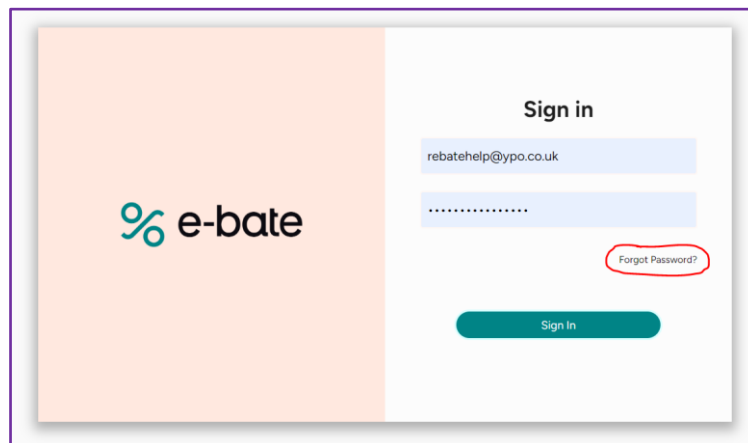 Sign in
rebatehelp@ypo.co.uk
e-bate
················
Forgot Password?
Sign In